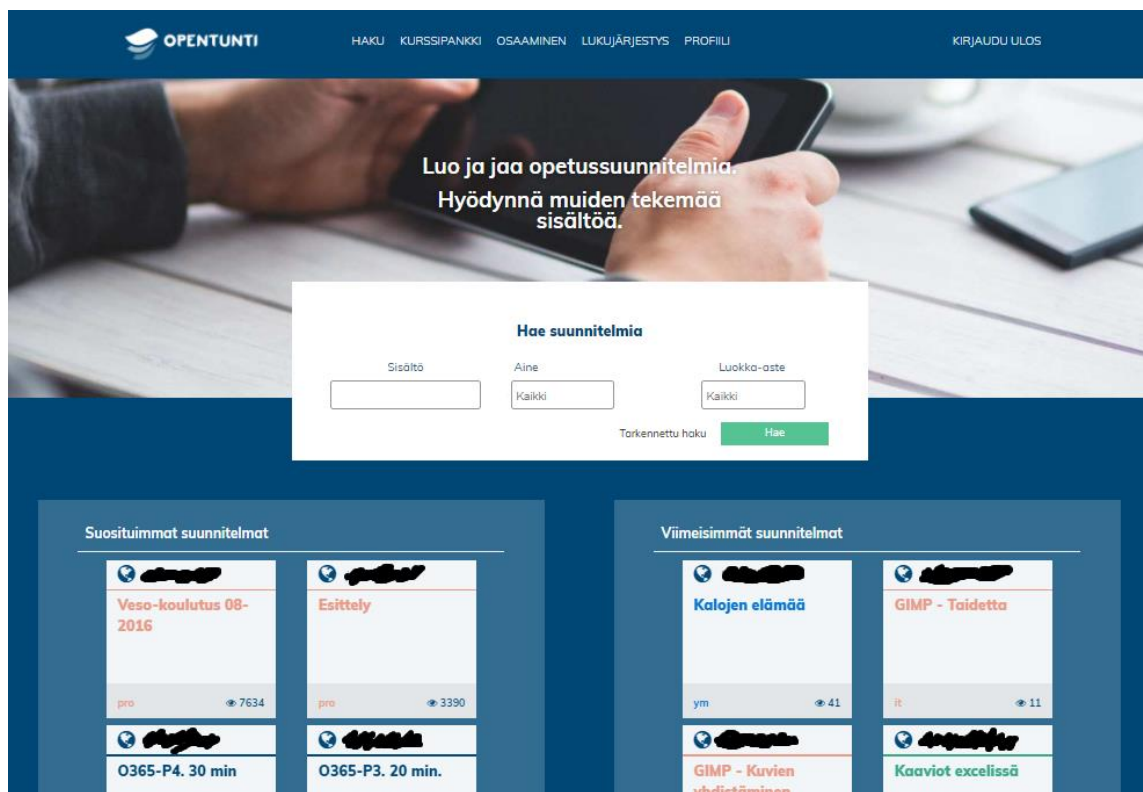 OPENTUNTI
HAKU KURSSIPANKKI OSAAMINEN LUKUJÄRJESTYS PROFIILI
KIRJAUDU ULOS
Luo ja jaa opetussuunnitelmia.
Hyödynnä muiden tekemää
sisältöä.
Hae suunnitelmia
Sisältö Aine Luokka-aste
Kaikki Kaikki
Tarkennettu haku Hae
Suosituimmat suunnitelmat
Veso-koulutus 08-
2016
pro 7634
Esittely
pro 3390
O365-P4. 30 min
O365-P3. 20 min.
Viimeisimmät suunnitelmat
Kalojen elämää
ym 41
GIMP - Taidetta
it 11
GIMP - Kuvien
yhdistäminen
Kaaviot excelissä